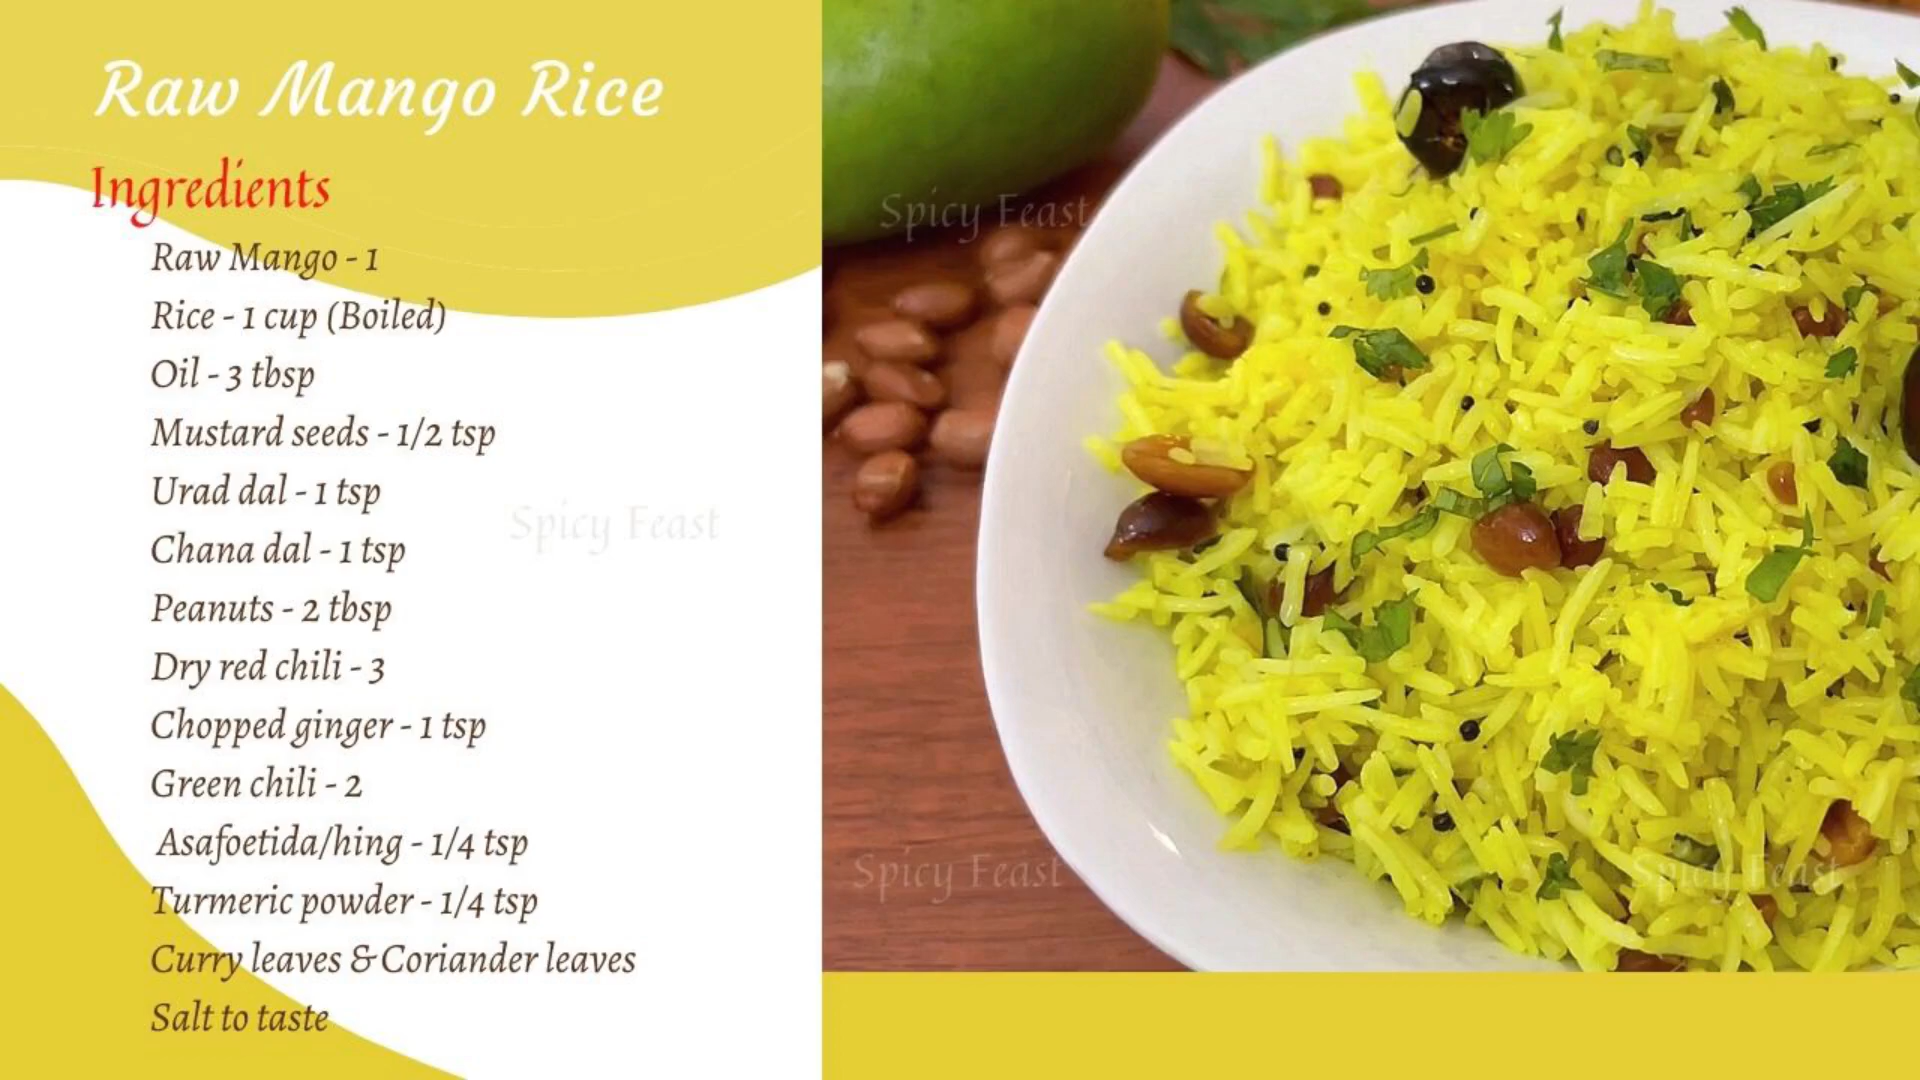 Raw Mango Rice
Ingredients
Raw Mango - 1
Rice - 1 cup (Boiled)
Oil - 3 tbsp
Mustard seeds - 1/2 tsp
Urad dal - 1 tsp
Chana dal - 1 tsp
Peanuts - 2 tbsp
Dry red chili - 3
Chopped ginger - 1 tsp
Green chili - 2
Asafoetida/hing - 1/4 tsp
Turmeric powder - 1/4 tsp
Curry leaves & Coriander leaves
Salt to taste
Spicy Feast
Spicy Feast
Spicy Feast
Spicy Feast